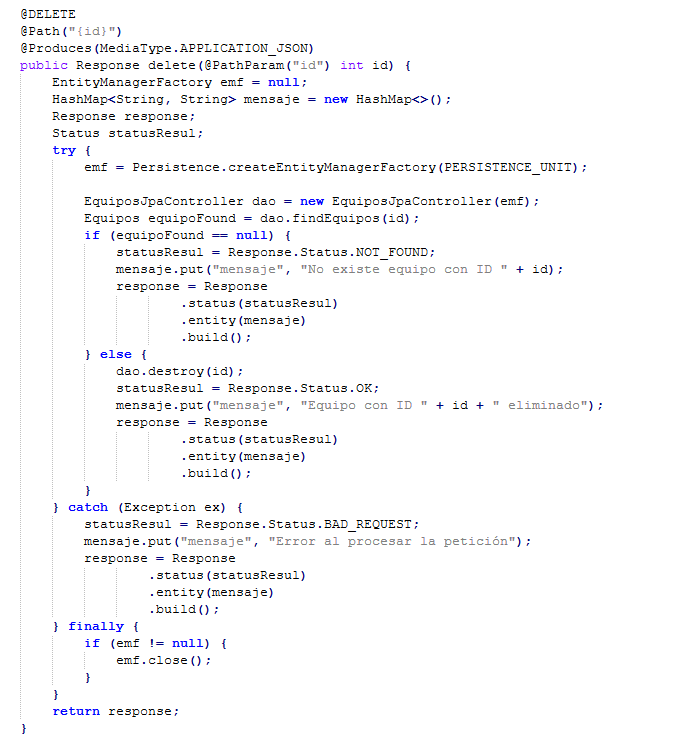 @DELETE
@Path("{id}")
@Produces(MediaType.APPLICATION_JSON)
public Response delete(@PathParam("id") int id) {
    EntityManagerFactory emf = null;
    HashMap<String, String> mensaje = new HashMap<>();
    Response response;
    Status statusResul;
    try {
        emf = Persistence.createEntityManagerFactory(PERSISTENCE_UNIT);

        EquiposJpaController dao = new EquiposJpaController(emf);
        Equipos equipoFound = dao.findEquipos(id);
        if (equipoFound == null) {
            statusResul = Response.Status.NOT_FOUND;
            mensaje.put("mensaje", "No existe equipo con ID " + id);
            response = Response
                    .status(statusResul)
                    .entity(mensaje)
                    .build();
        } else {
            dao.destroy(id);
            statusResul = Response.Status.OK;
            mensaje.put("mensaje", "Equipo con ID " + id + " eliminado");
            response = Response
                    .status(statusResul)
                    .entity(mensaje)
                    .build();
        }
    } catch (Exception ex) {
        statusResul = Response.Status.BAD_REQUEST;
        mensaje.put("mensaje", "Error al procesar la petición");
        response = Response
                .status(statusResul)
                .entity(mensaje)
                .build();
    } finally {
        if (emf != null) {
            emf.close();
        }
    }
    return response;
}